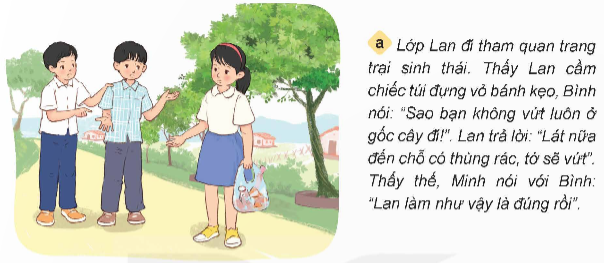 a Lớp Lan đi tham quan trang
trại sinh thái. Thấy Lan cầm
chiếc túi đựng vỏ bánh kẹo, Bình
nói: “Sao bạn không vứt luôn ở
gốc cây đi!”. Lan trả lời: “Lát nữa
đến chỗ có thùng rác, tớ sẽ vứt”.
Thấy thế, Minh nói với Bình:
“Lan làm như vậy là đúng rồi”.